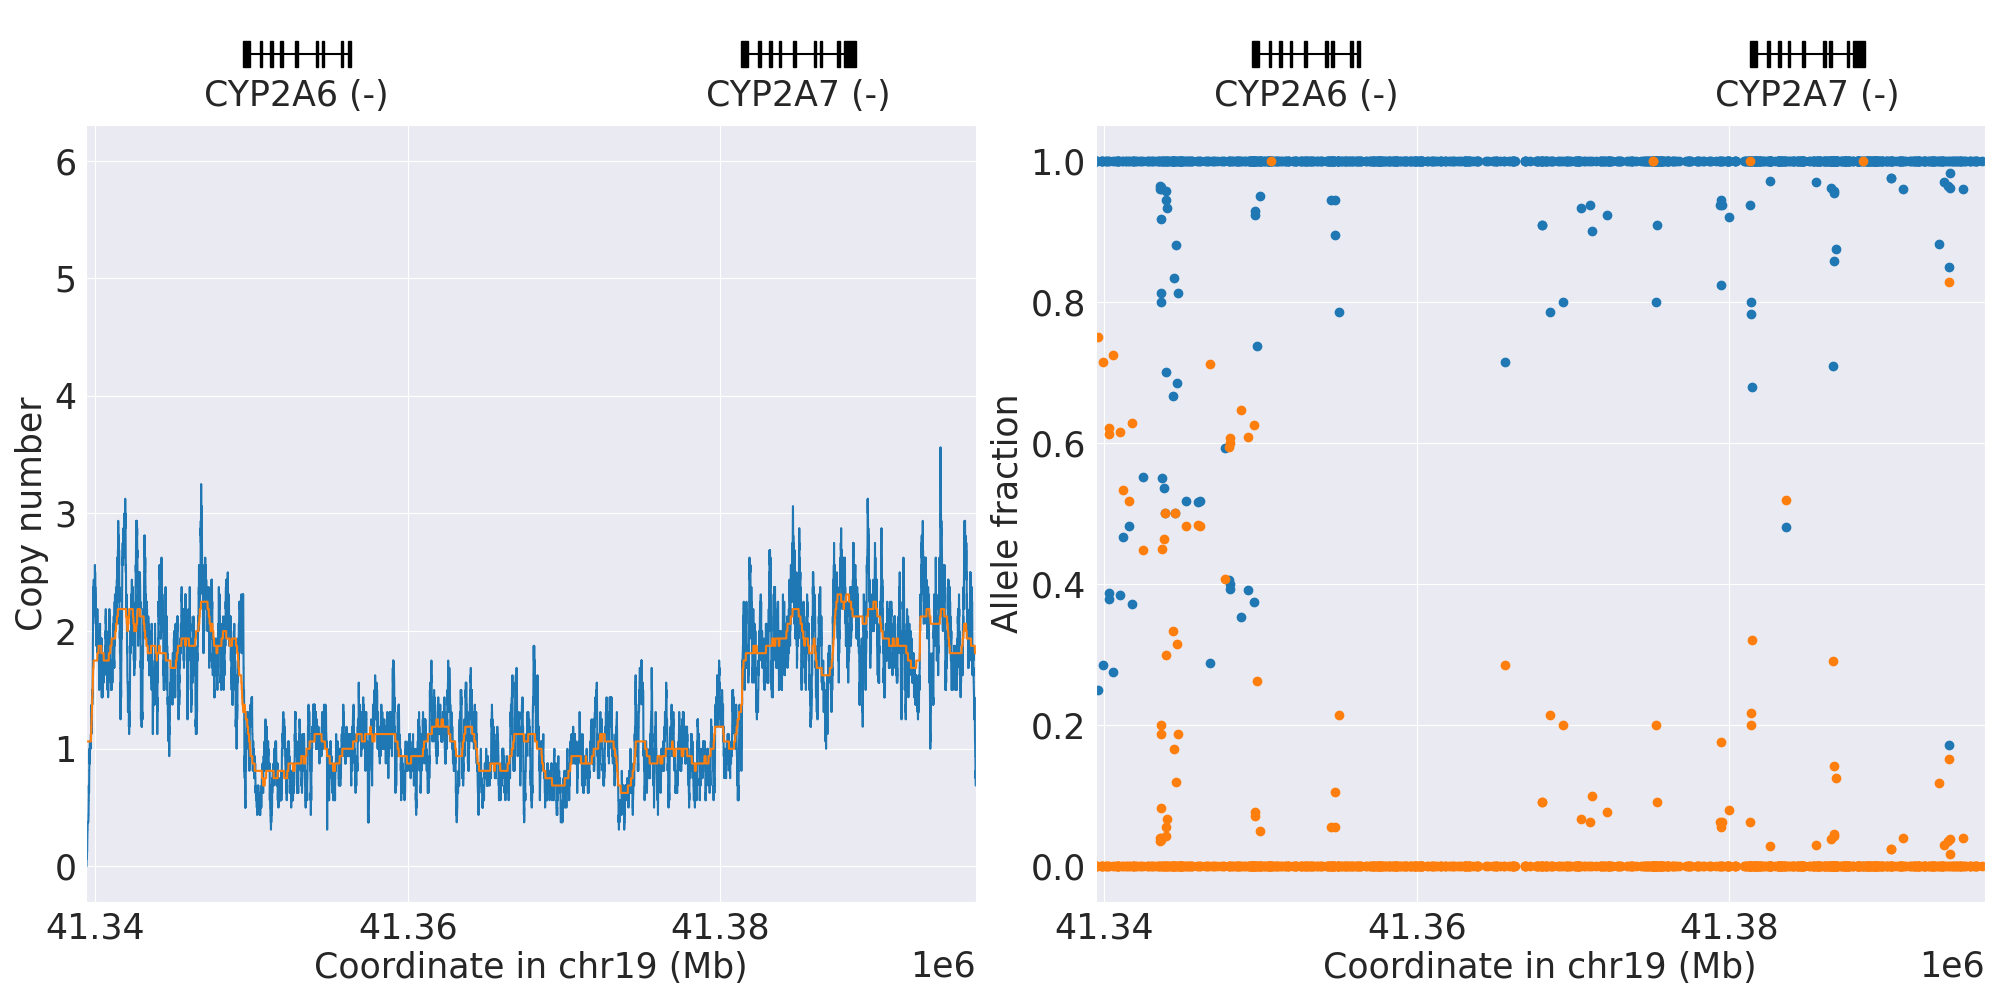 CYP2A6 (-) CYP2A7 (-)
6
5
4
3
2
1
0
Copy number
41.34 41.36 41.38
Coordinate in chr19 (Mb) 1e6
CYP2A6 (-) CYP2A7 (-)
1.0
0.8
0.6
0.4
0.2
0.0
Allele fraction
41.34 41.36 41.38
Coordinate in chr19 (Mb) 1e6